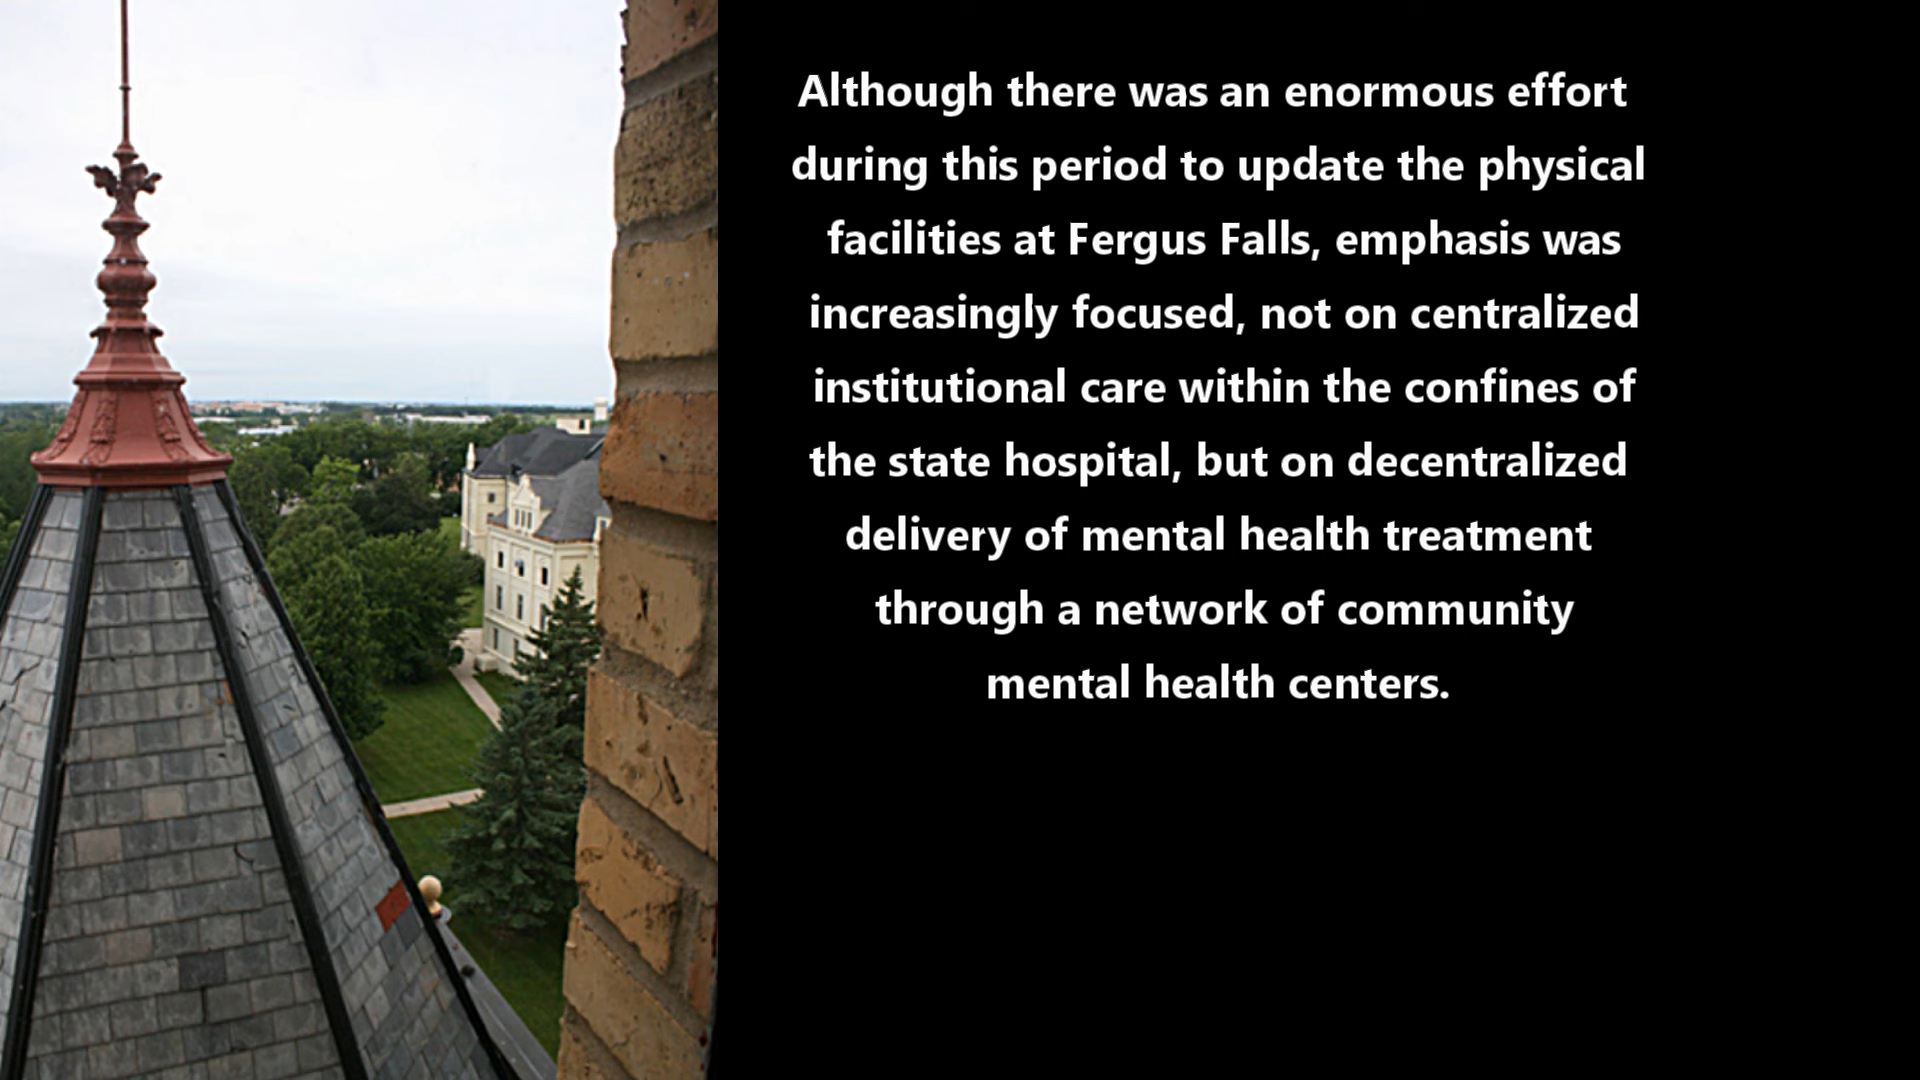 Although there was an enormous effort
during this period to update the physical
facilities at Fergus Falls, emphasis was
increasingly focused, not on centralized
institutional care within the confines of
the state hospital, but on decentralized
delivery of mental health treatment
through a network of community
mental health centers.